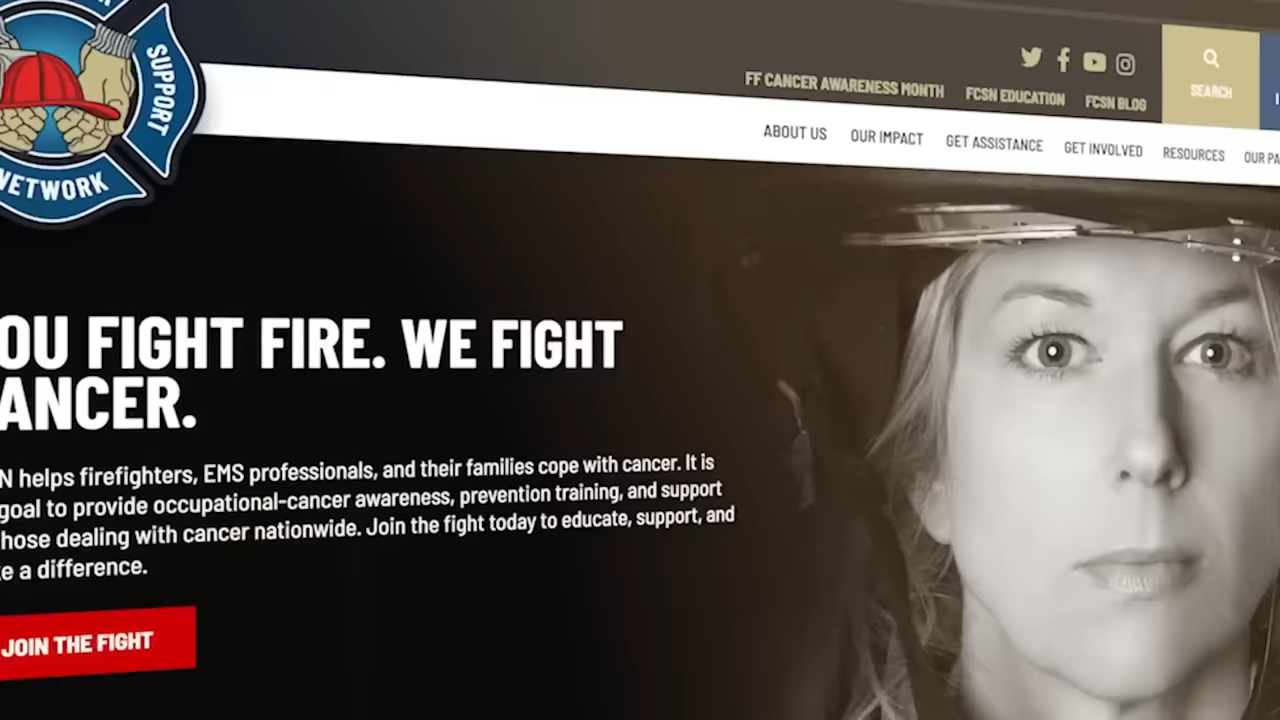 SUPPORT
NETWORK
FF CANCER AWARENESS MONTH
FCSN EDUCATION
FCSN BLOG
SEARCH
ABOUT US
OUR IMPACT
GET ASSISTANCE
GET INVOLVED
RESOURCES
OUR PA
OU FIGHT FIRE. WE FIGHT
ANCER.
N helps firefighters, EMS professionals, and their families cope with cancer. It is
goal to provide occupational-cancer awareness, prevention training, and support
hose dealing with cancer nationwide. Join the fight today to educate, support, and
e a difference.
JOIN THE FIGHT